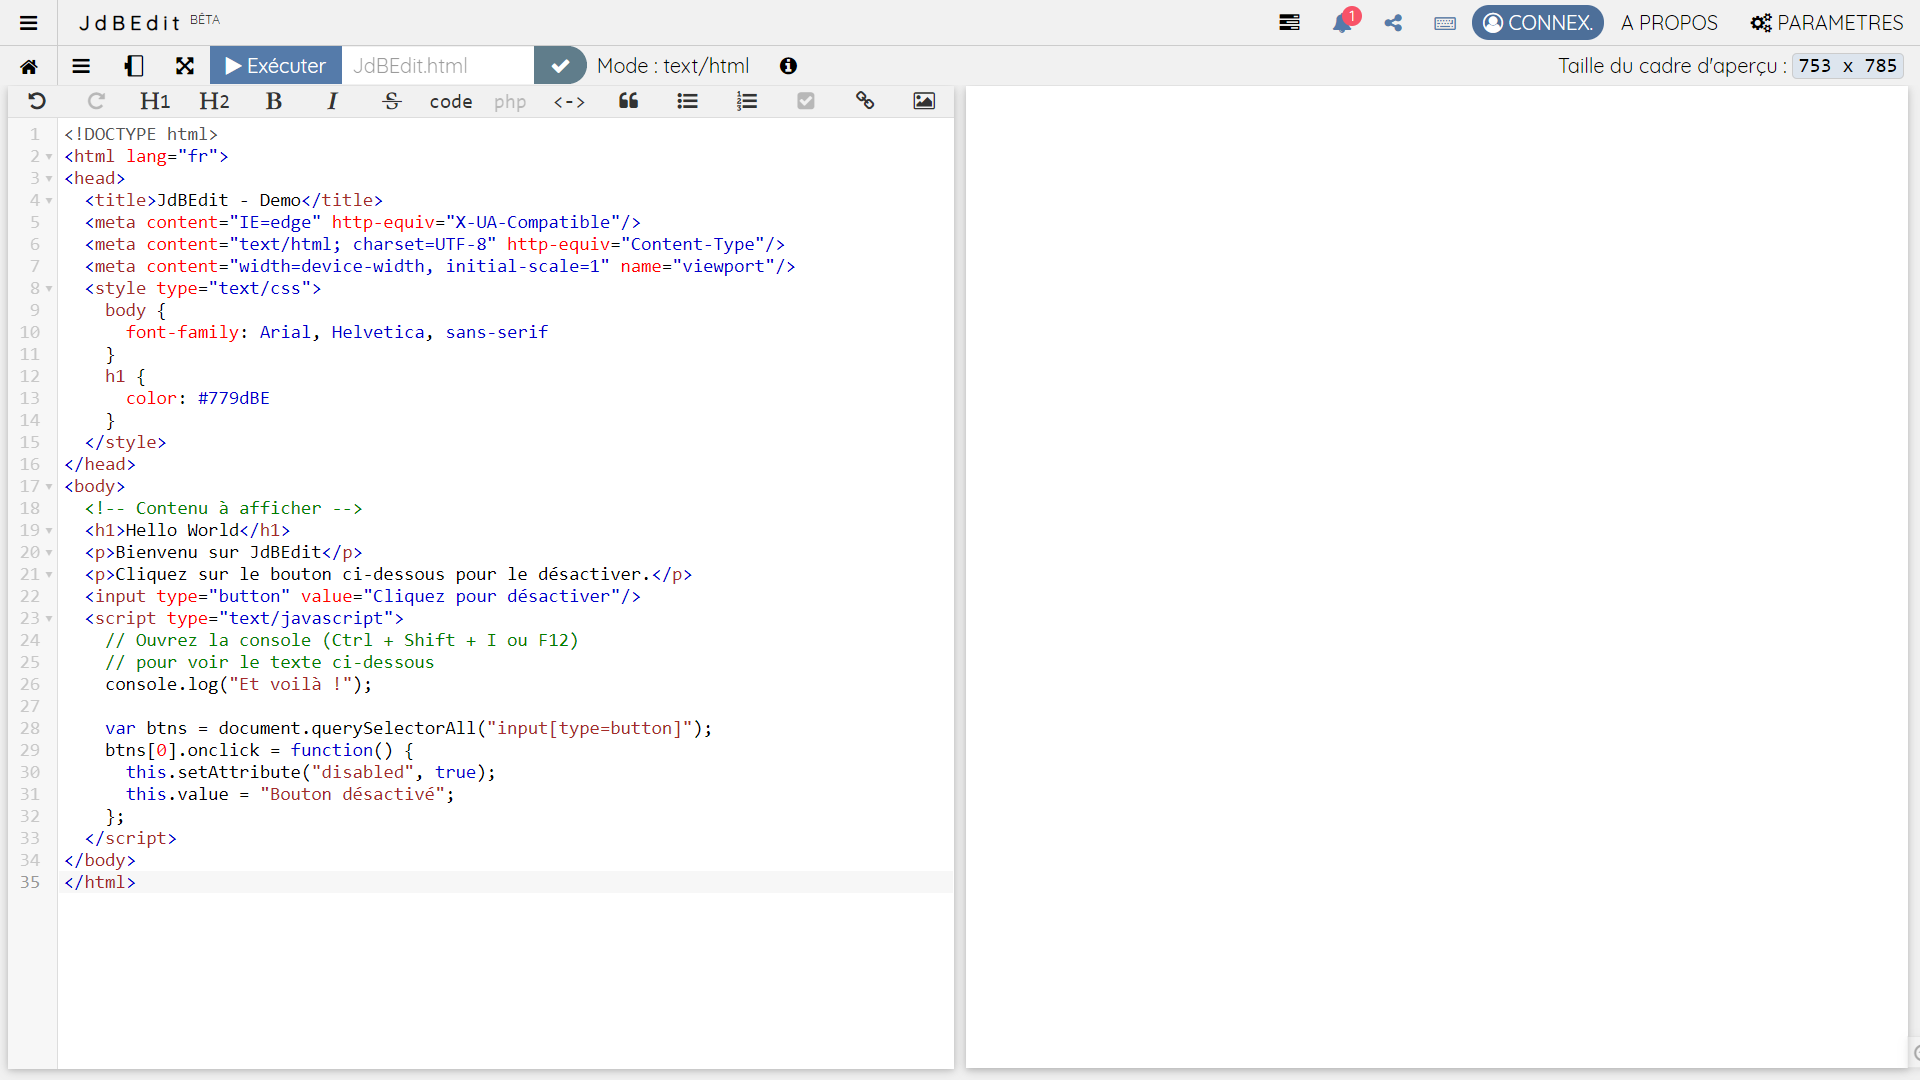 JdBEdit BÊTA
1
CONNEX.
A PROPOS
PARAMETRES
Exécuter
JdBEdit.html
Mode : text/html
Taille du cadre d'aperçu : 753 x 785
H1 H2 B I S code php <-> 
1 <!DOCTYPE html>
2 <html lang="fr">
3 <head>
4   <title>JdBEdit - Demo</title>
5   <meta content="IE=edge" http-equiv="X-UA-Compatible"/>
6   <meta content="text/html; charset=UTF-8" http-equiv="Content-Type"/>
7   <meta content="width=device-width, initial-scale=1" name="viewport"/>
8   <style type="text/css">
9     body {
10       font-family: Arial, Helvetica, sans-serif
11     }
12     h1 {
13       color: #779dBE
14     }
15   </style>
16 </head>
17 <body>
18   <!-- Contenu à afficher -->
19   <h1>Hello World</h1>
20   <p>Bienvenu sur JdBEdit</p>
21   <p>Cliquez sur le bouton ci-dessous pour le désactiver.</p>
22   <input type="button" value="Cliquez pour désactiver"/>
23   <script type="text/javascript">
24     // Ouvrez la console (Ctrl + Shift + I ou F12)
25     // pour voir le texte ci-dessous
26     console.log("Et voilà !");
27
28     var btns = document.querySelectorAll("input[type=button]");
29     btns[0].onclick = function() {
30       this.setAttribute("disabled", true);
31       this.value = "Bouton désactivé";
32     };
33   </script>
34 </body>
35 </html>